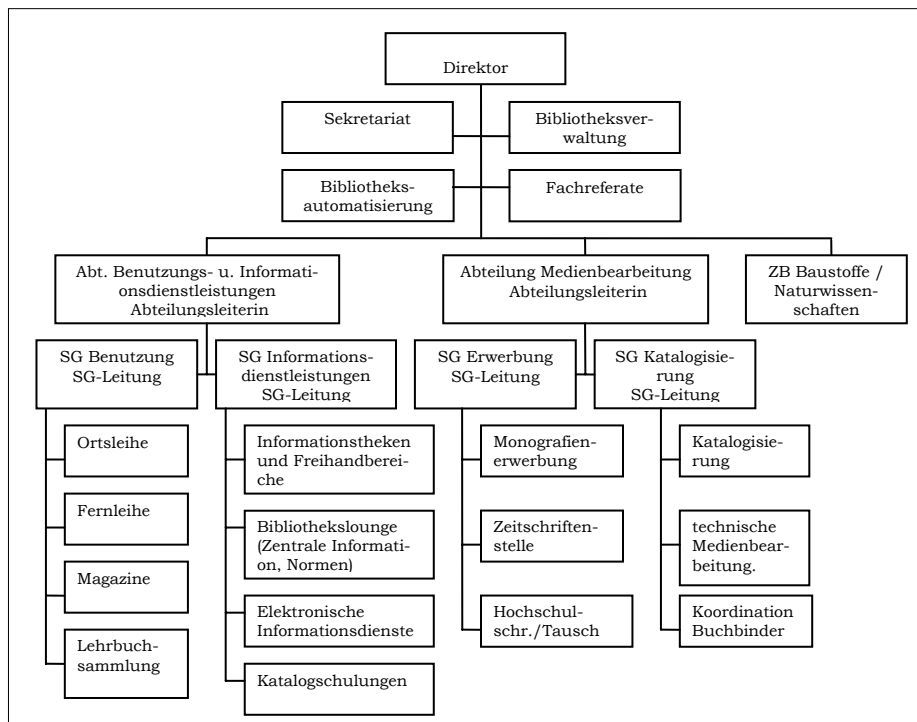 Direktor
Sekretariat
Bibliotheksver-
waltung
Bibliotheks-
automatisierung
Fachreferate
Abt. Benutzungs- u. Informati-
onsdienstleistungen
Abteilungsleiterin
Abteilung Medienbearbeitung
Abteilungsleiterin
ZB Baustoffe /
Naturwissen-
schaften
SG Benutzung
SG-Leitung
SG Informations-
dienstleistungen
SG-Leitung
SG Erwerbung
SG-Leitung
SG Katalogisie-
rung
SG-Leitung
Ortsleihe
Fernleihe
Magazine
Lehrbuch-
sammlung
Informationstheken
und Freihandberei-
che
Bibliothekslounge
(Zentrale Informati-
on, Normen)
Elektronische
Informationsdienste
Katalogschulungen
Monografien-
erwerbung
Zeitschriften-
stelle
Hochschul-
schr./Tausch
Katalogisie-
rung
technische
Medienbear-
beitung.
Koordination
Buchbinder